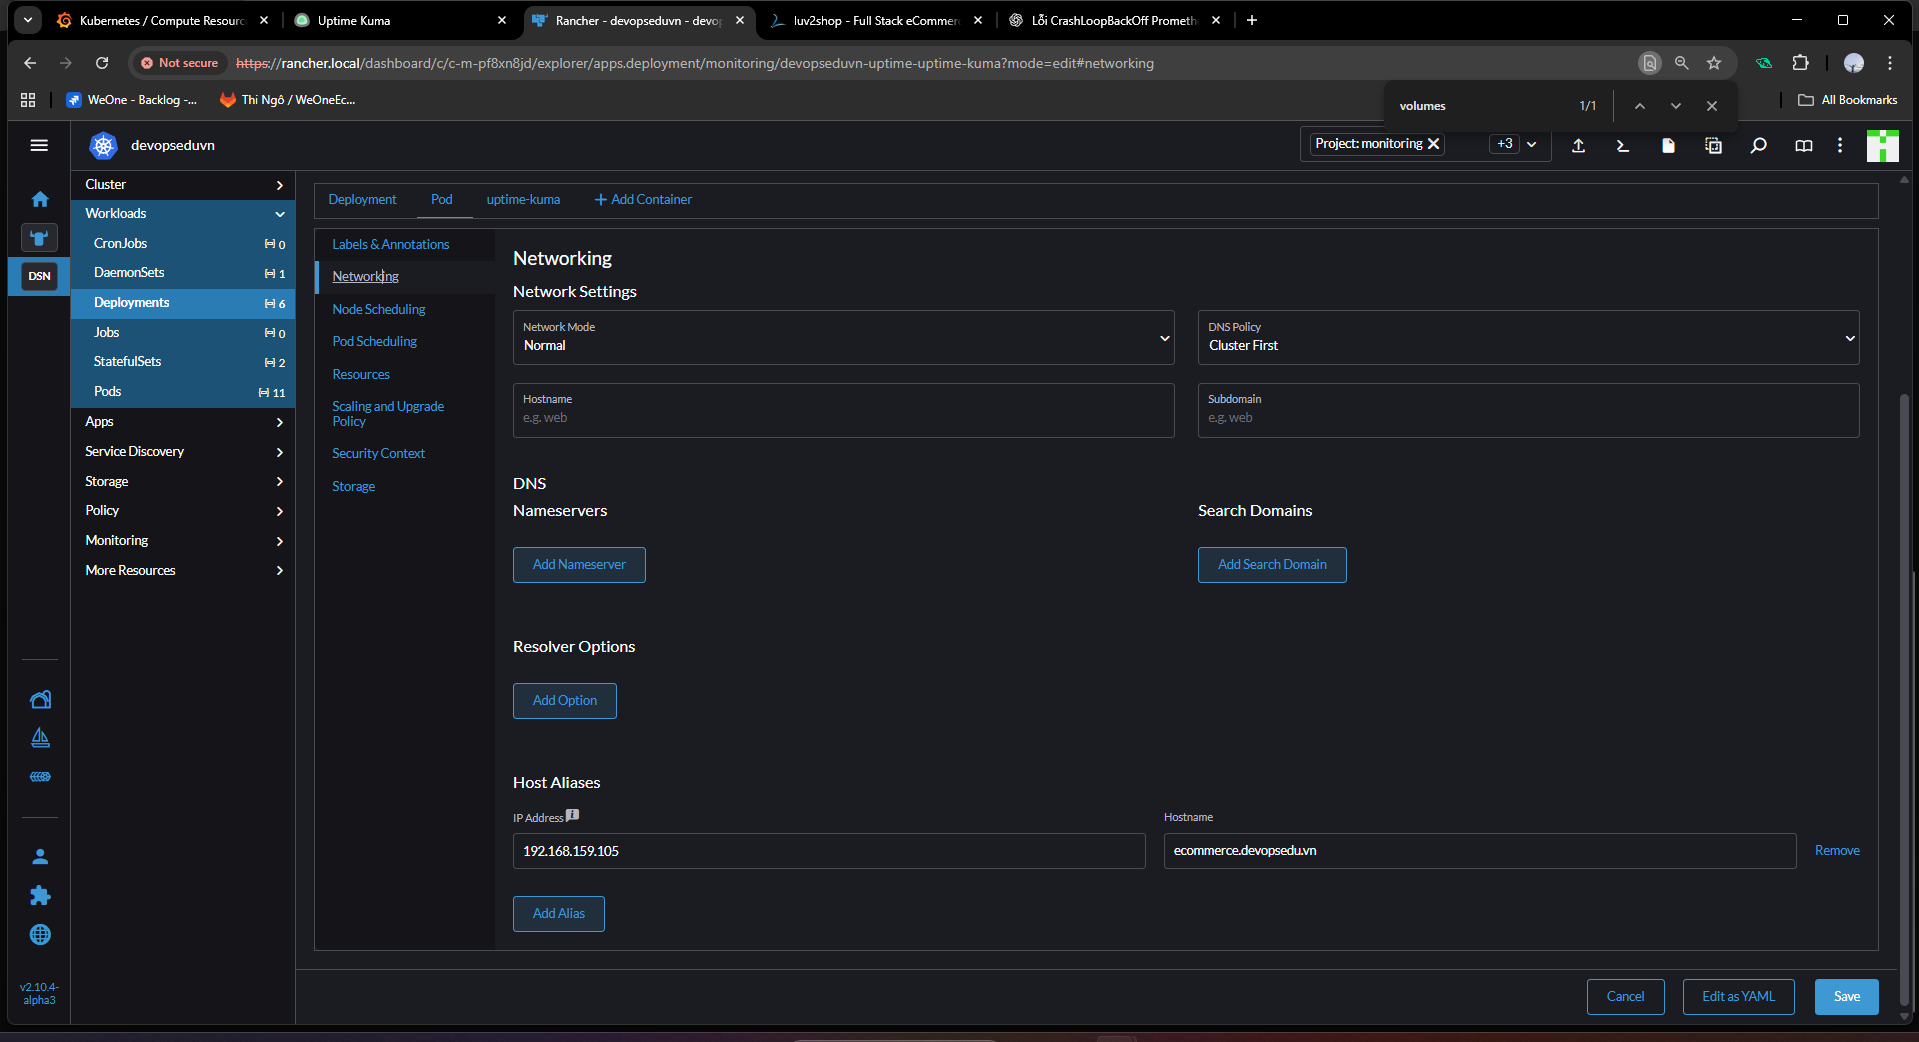 Kubernetes / Compute Resourc
Uptime Kuma
Rancher - devopseduvn - devop
luv2shop - Full Stack eCommer
Lỗi CrashLoopBackOff Prometh
Not secure
https://rancher.local/dashboard/c/c-m-pf8xn8jd/explorer/apps.deployment/monitoring/devopseduvn-uptime-uptime-kuma?mode=edit#networking
WeOne - Backlog -...
Thi Ngô / WeOneEc...
volumes
1/1
All Bookmarks
devopseduvn
Project: monitoring
+3
DSN
v2.10.4-
alpha3
Cluster
Workloads
CronJobs 0
DaemonSets 1
Deployments 6
Jobs 0
StatefulSets 2
Pods 11
Apps
Service Discovery
Storage
Policy
Monitoring
More Resources
Deployment
Pod
uptime-kuma
+ Add Container
Labels & Annotations
Networking
Node Scheduling
Pod Scheduling
Resources
Scaling and Upgrade
Policy
Security Context
Storage
Networking
Network Settings
Network Mode
Normal
DNS Policy
Cluster First
Hostname
e.g. web
Subdomain
e.g. web
DNS
Nameservers
Search Domains
Add Nameserver
Add Search Domain
Resolver Options
Add Option
Host Aliases
IP Address
Hostname
192.168.159.105
ecommerce.devopsedu.vn
Remove
Add Alias
Cancel
Edit as YAML
Save